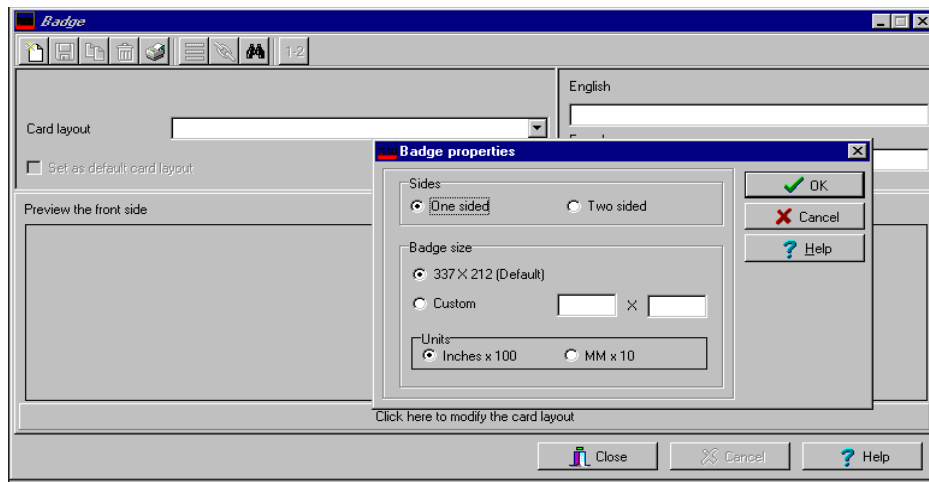 Badge
1-2
English
Card layout
Set as default card layout
Preview the front side
Badge properties
Sides
One sided
Two sided
OK
Cancel
Help
Badge size
337 X 212 (Default)
Custom
X
Units
Inches x 100
MM x 10
Click here to modify the card layout
Close
Cancel
Help